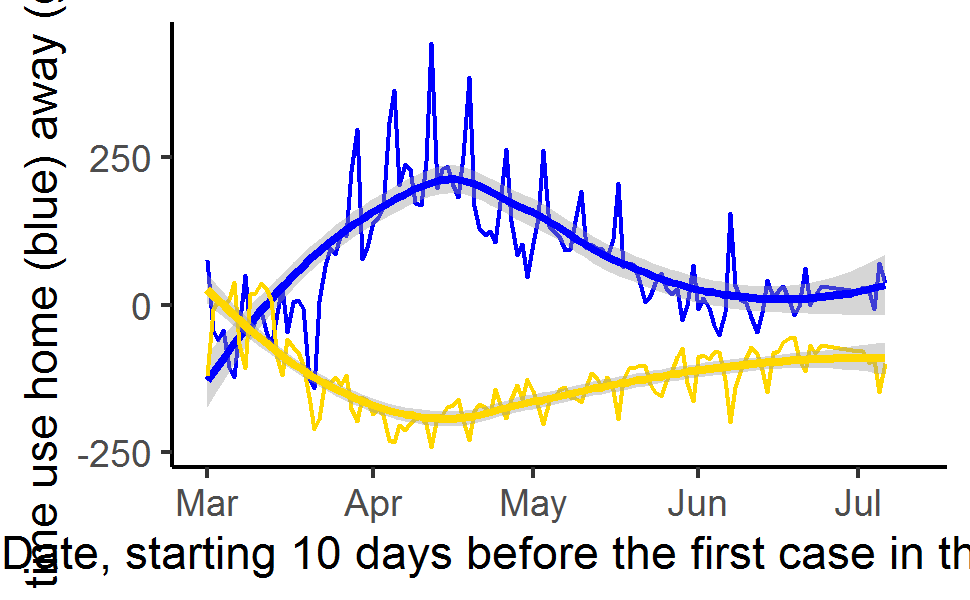 time use home (blue) away (
250
0
-250
Mar Apr May Jun Jul
Date, starting 10 days before the first case in th